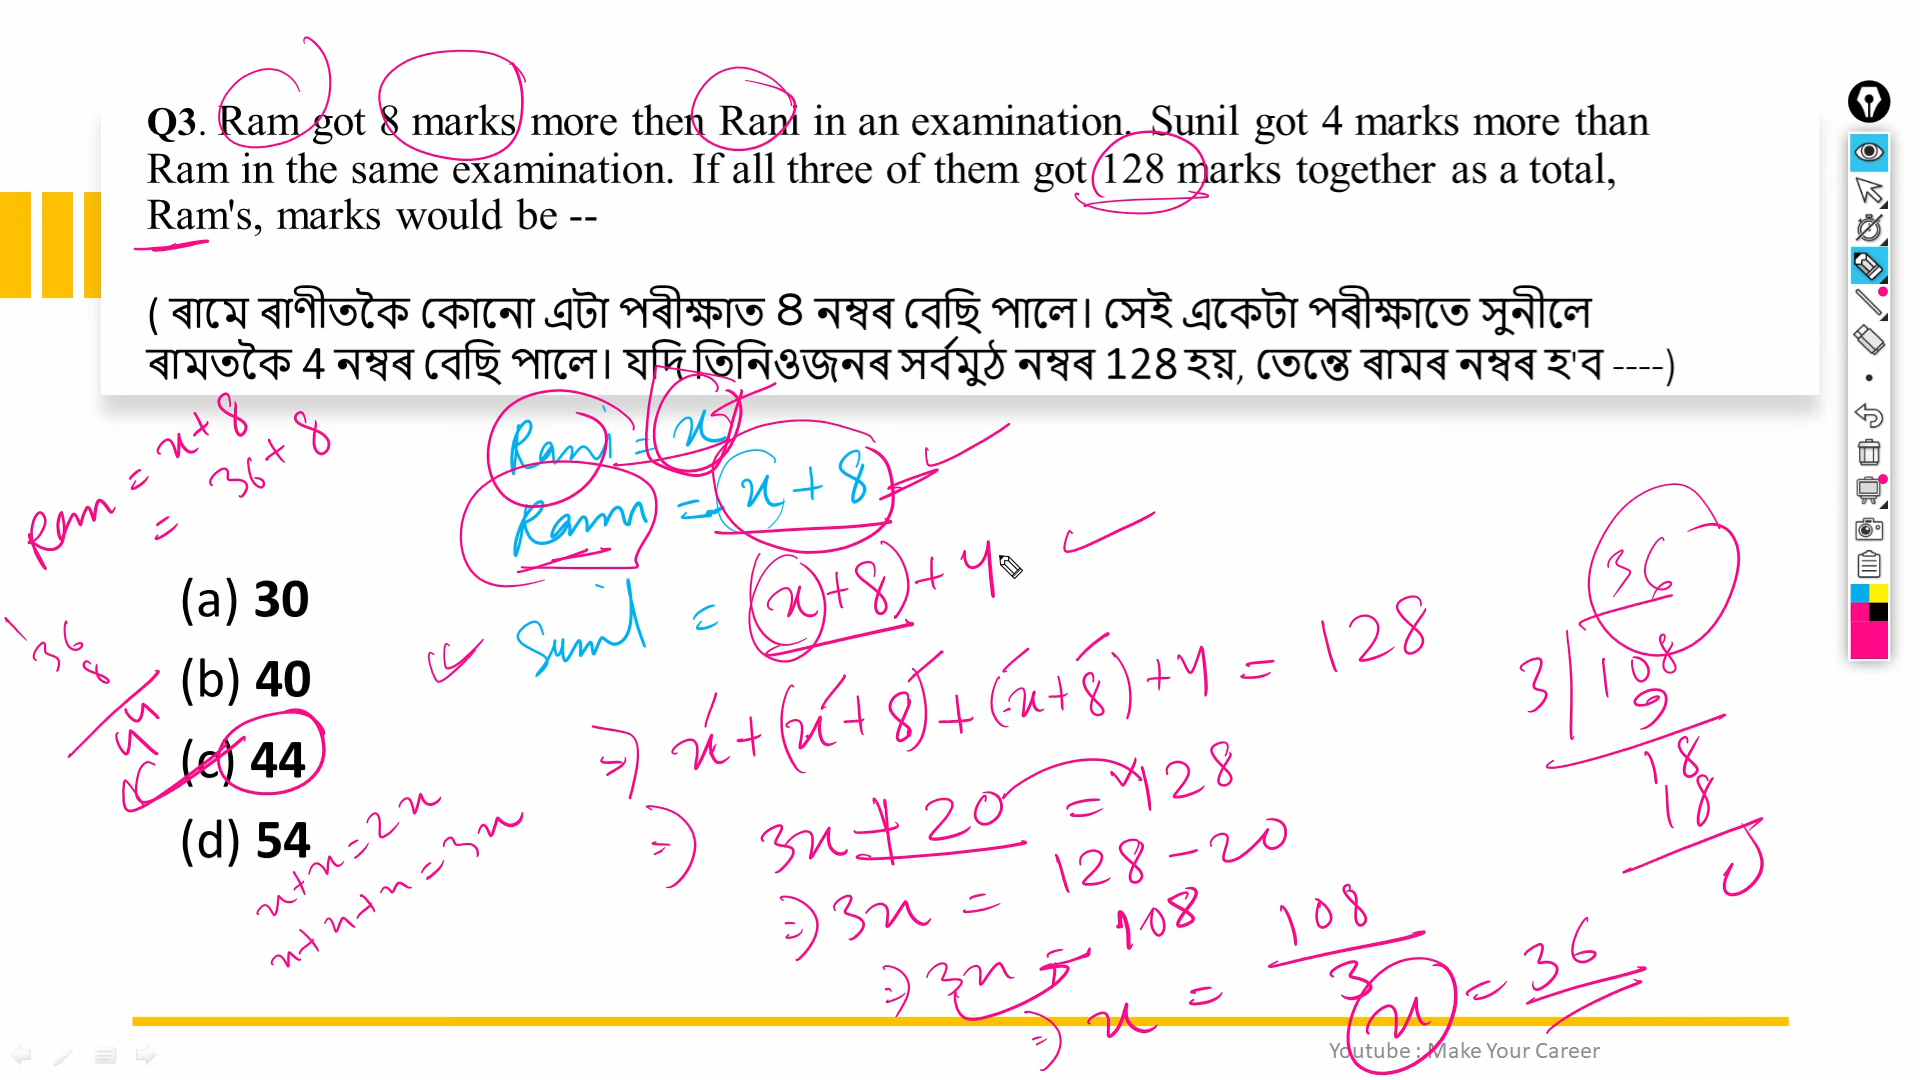 Q3. Ram got 8 marks more then Rani in an examination. Sunil got 4 marks more than
Ram in the same examination. If all three of them got 128 marks together as a total,
Ram's, marks would be --
( ৰামে ৰাণীতকৈ কোনো এটা পৰীক্ষাত 8 নম্বৰ বেছি পালে। সেই একেটা পৰীক্ষাতে সুনীলে
ৰামতকৈ 4 নম্বৰ বেছি পালে। যদি তিনিওজনৰ সৰ্বমুঠ নম্বৰ 128 হয়, তেন্তে ৰামৰ নম্বৰ হ'ব ----)
Ram = x+8
= 36+8
Rani = x
Ram = x+8
Sunil = (x+8)+4
(a) 30
(b) 40
(c) 44
(d) 54
36
8
44
x+x=2x
x+x+x=3x
⇒ x+(x+8)+(x+8)+4 = 128
⇒ 3x+20 = 128
⇒ 3x = 128-20
⇒ 3x = 108
⇒ x = 108
3
x = 36
36
3 108
9
18
18
0
Youtube : Make Your Career